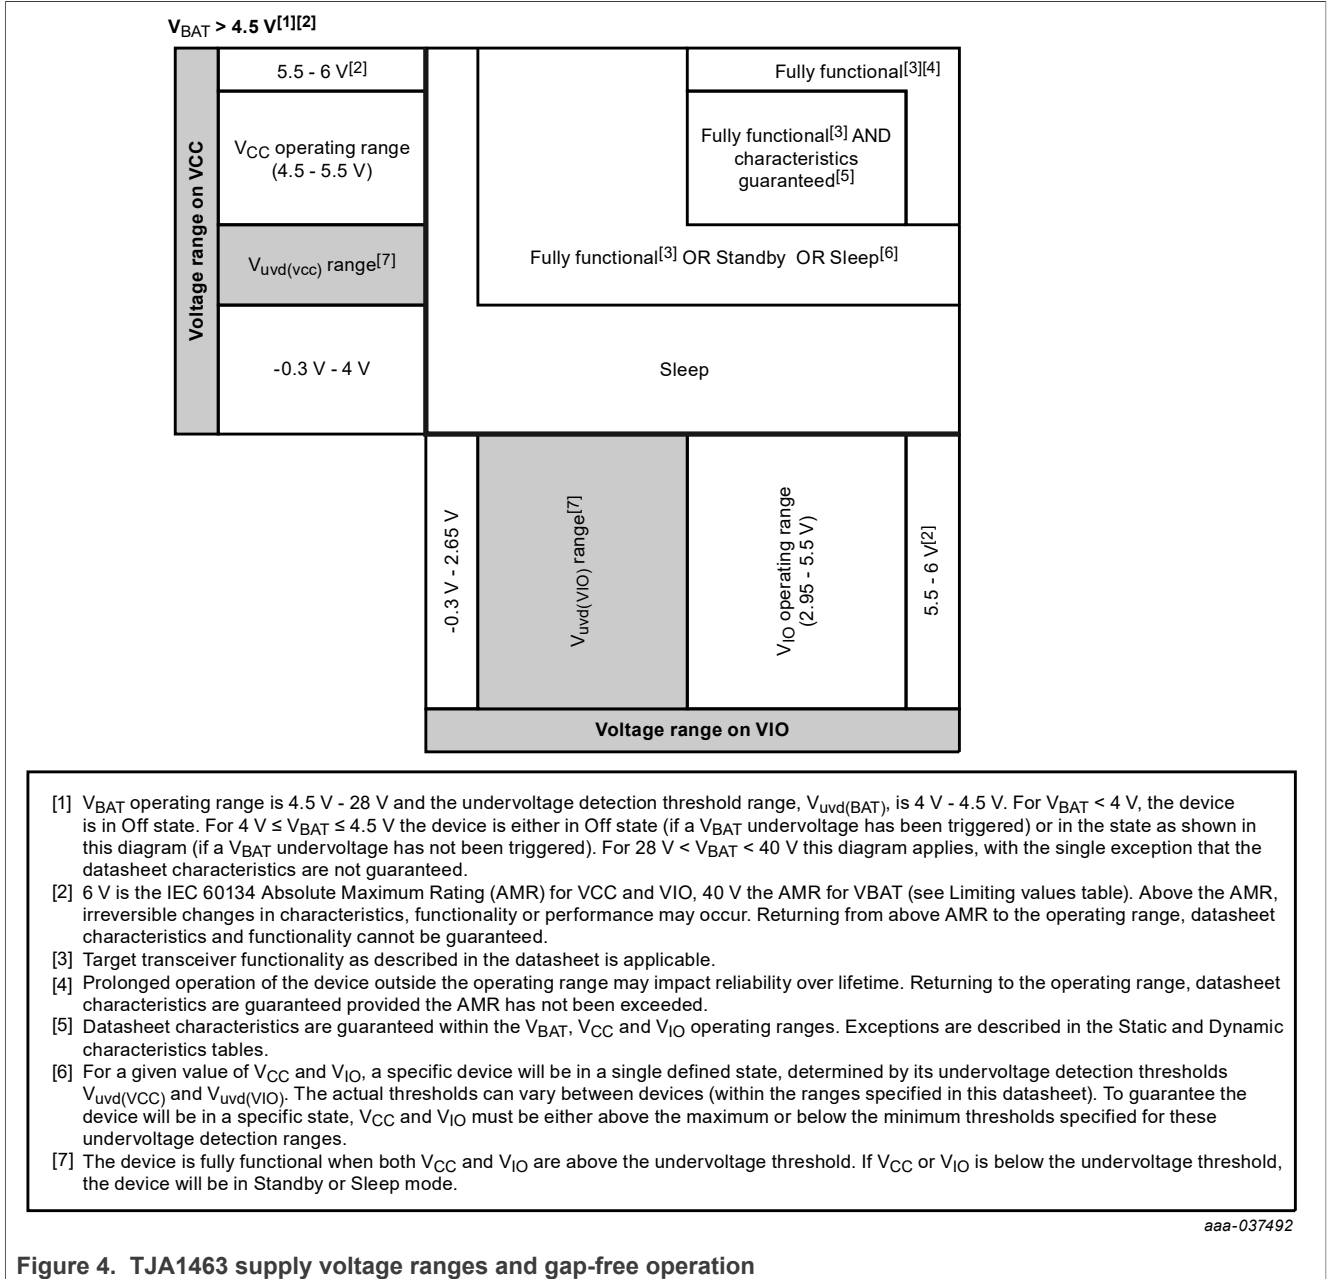 VBAT > 4.5 V[1][2]
Voltage range on VCC
5.5 - 6 V[2]
VCC operating range
(4.5 - 5.5 V)
Vuvd(vcc) range[7]
-0.3 V - 4 V
Fully functional[3][4]
Fully functional[3] AND
characteristics
guaranteed[5]
Fully functional[3] OR Standby OR Sleep[6]
Sleep
-0.3 V - 2.65 V
Vuvd(VIO) range[7]
VIO operating range
(2.95 - 5.5 V)
5.5 - 6 V[2]
Voltage range on VIO
[1] VBAT operating range is 4.5 V - 28 V and the undervoltage detection threshold range, Vuvd(BAT), is 4 V - 4.5 V. For VBAT < 4 V, the device
is in Off state. For 4 V ≤ VBAT ≤ 4.5 V the device is either in Off state (if a VBAT undervoltage has been triggered) or in the state as shown in
this diagram (if a VBAT undervoltage has not been triggered). For 28 V < VBAT < 40 V this diagram applies, with the single exception that the
datasheet characteristics are not guaranteed.
[2] 6 V is the IEC 60134 Absolute Maximum Rating (AMR) for VCC and VIO, 40 V the AMR for VBAT (see Limiting values table). Above the AMR,
irreversible changes in characteristics, functionality or performance may occur. Returning from above AMR to the operating range, datasheet
characteristics and functionality cannot be guaranteed.
[3] Target transceiver functionality as described in the datasheet is applicable.
[4] Prolonged operation of the device outside the operating range may impact reliability over lifetime. Returning to the operating range, datasheet
characteristics are guaranteed provided the AMR has not been exceeded.
[5] Datasheet characteristics are guaranteed within the VBAT, VCC and VIO operating ranges. Exceptions are described in the Static and Dynamic
characteristics tables.
[6] For a given value of VCC and VIO, a specific device will be in a single defined state, determined by its undervoltage detection thresholds
Vuvd(VCC) and Vuvd(VIO). The actual thresholds can vary between devices (within the ranges specified in this datasheet). To guarantee the
device will be in a specific state, VCC and VIO must be either above the maximum or below the minimum thresholds specified for these
undervoltage detection ranges.
[7] The device is fully functional when both VCC and VIO are above the undervoltage threshold. If VCC or VIO is below the undervoltage threshold,
the device will be in Standby or Sleep mode.
aaa-037492
Figure 4. TJA1463 supply voltage ranges and gap-free operation